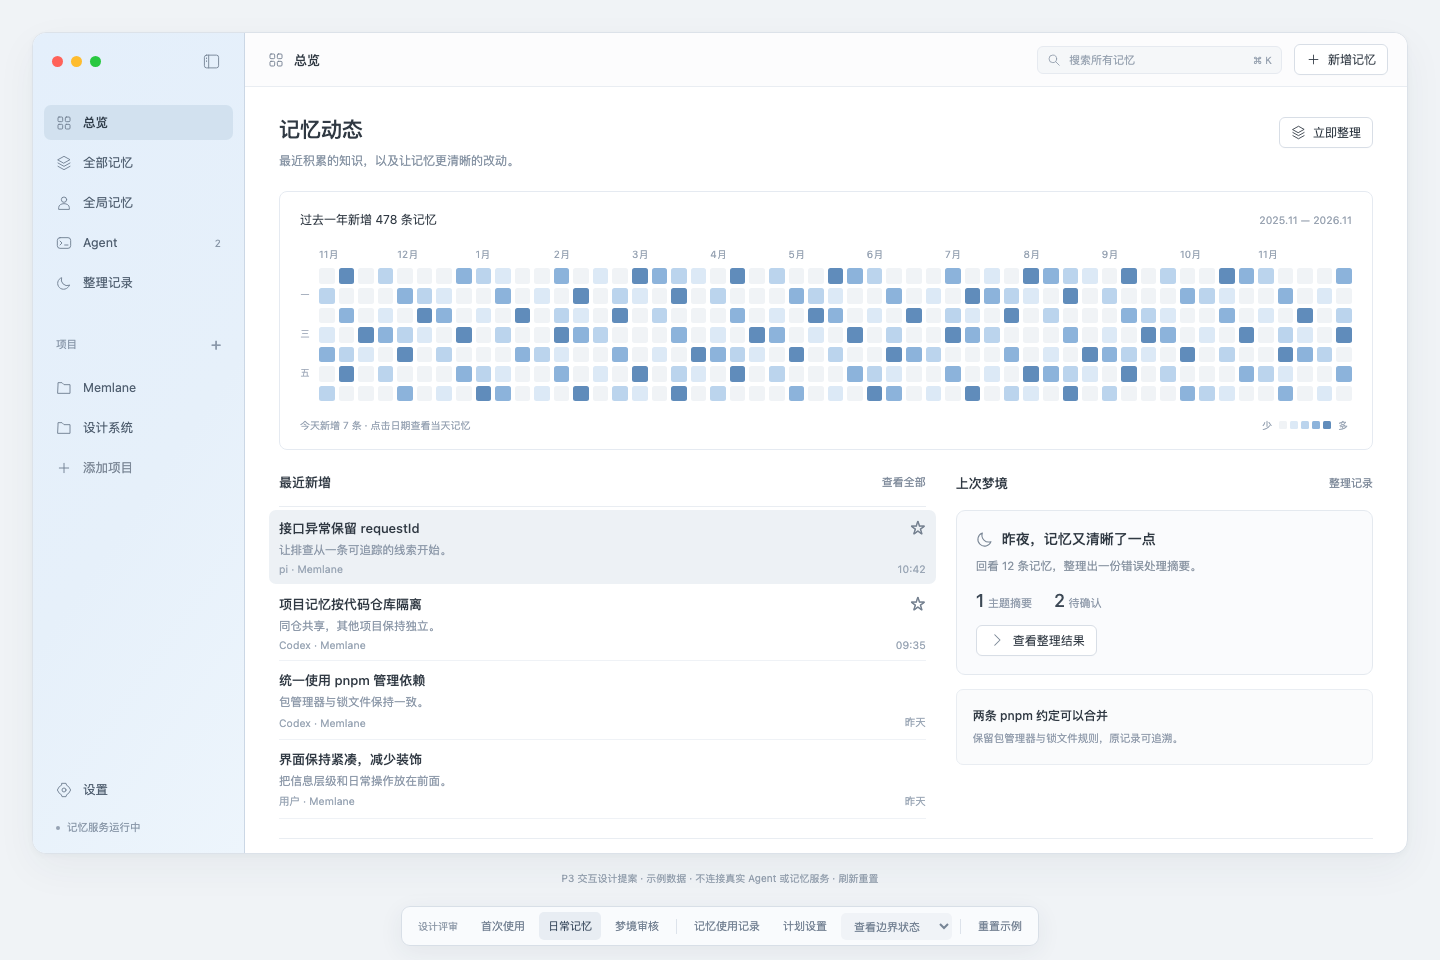 总览
搜索所有记忆
⌘ K
新增记忆
总览
全部记忆
全局记忆
Agent
2
整理记录
项目
Memlane
设计系统
添加项目
设置
记忆服务运行中
记忆动态
最近积累的知识，以及让记忆更清晰的改动。
立即整理
过去一年新增 478 条记忆
2025.11 — 2026.11
11月 12月 1月 2月 3月 4月 5月 6月 7月 8月 9月 10月 11月
一
三
五
今天新增 7 条 · 点击日期查看当天记忆
少 多
最近新增
查看全部
接口异常保留 requestId
让排查从一条可追踪的线索开始。
pi · Memlane
10:42
项目记忆按代码仓库隔离
同仓共享，其他项目保持独立。
Codex · Memlane
09:35
统一使用 pnpm 管理依赖
包管理器与锁文件保持一致。
Codex · Memlane
昨天
界面保持紧凑，减少装饰
把信息层级和日常操作放在前面。
用户 · Memlane
昨天
上次梦境
整理记录
昨夜，记忆又清晰了一点
回看 12 条记忆，整理出一份错误处理摘要。
1 主题摘要 2 待确认
查看整理结果
两条 pnpm 约定可以合并
保留包管理器与锁文件规则，原记录可追溯。
P3 交互设计提案 · 示例数据 · 不连接真实 Agent 或记忆服务 · 刷新重置
设计评审 首次使用 日常记忆 梦境审核 记忆使用记录 计划设置 查看边界状态 重置示例